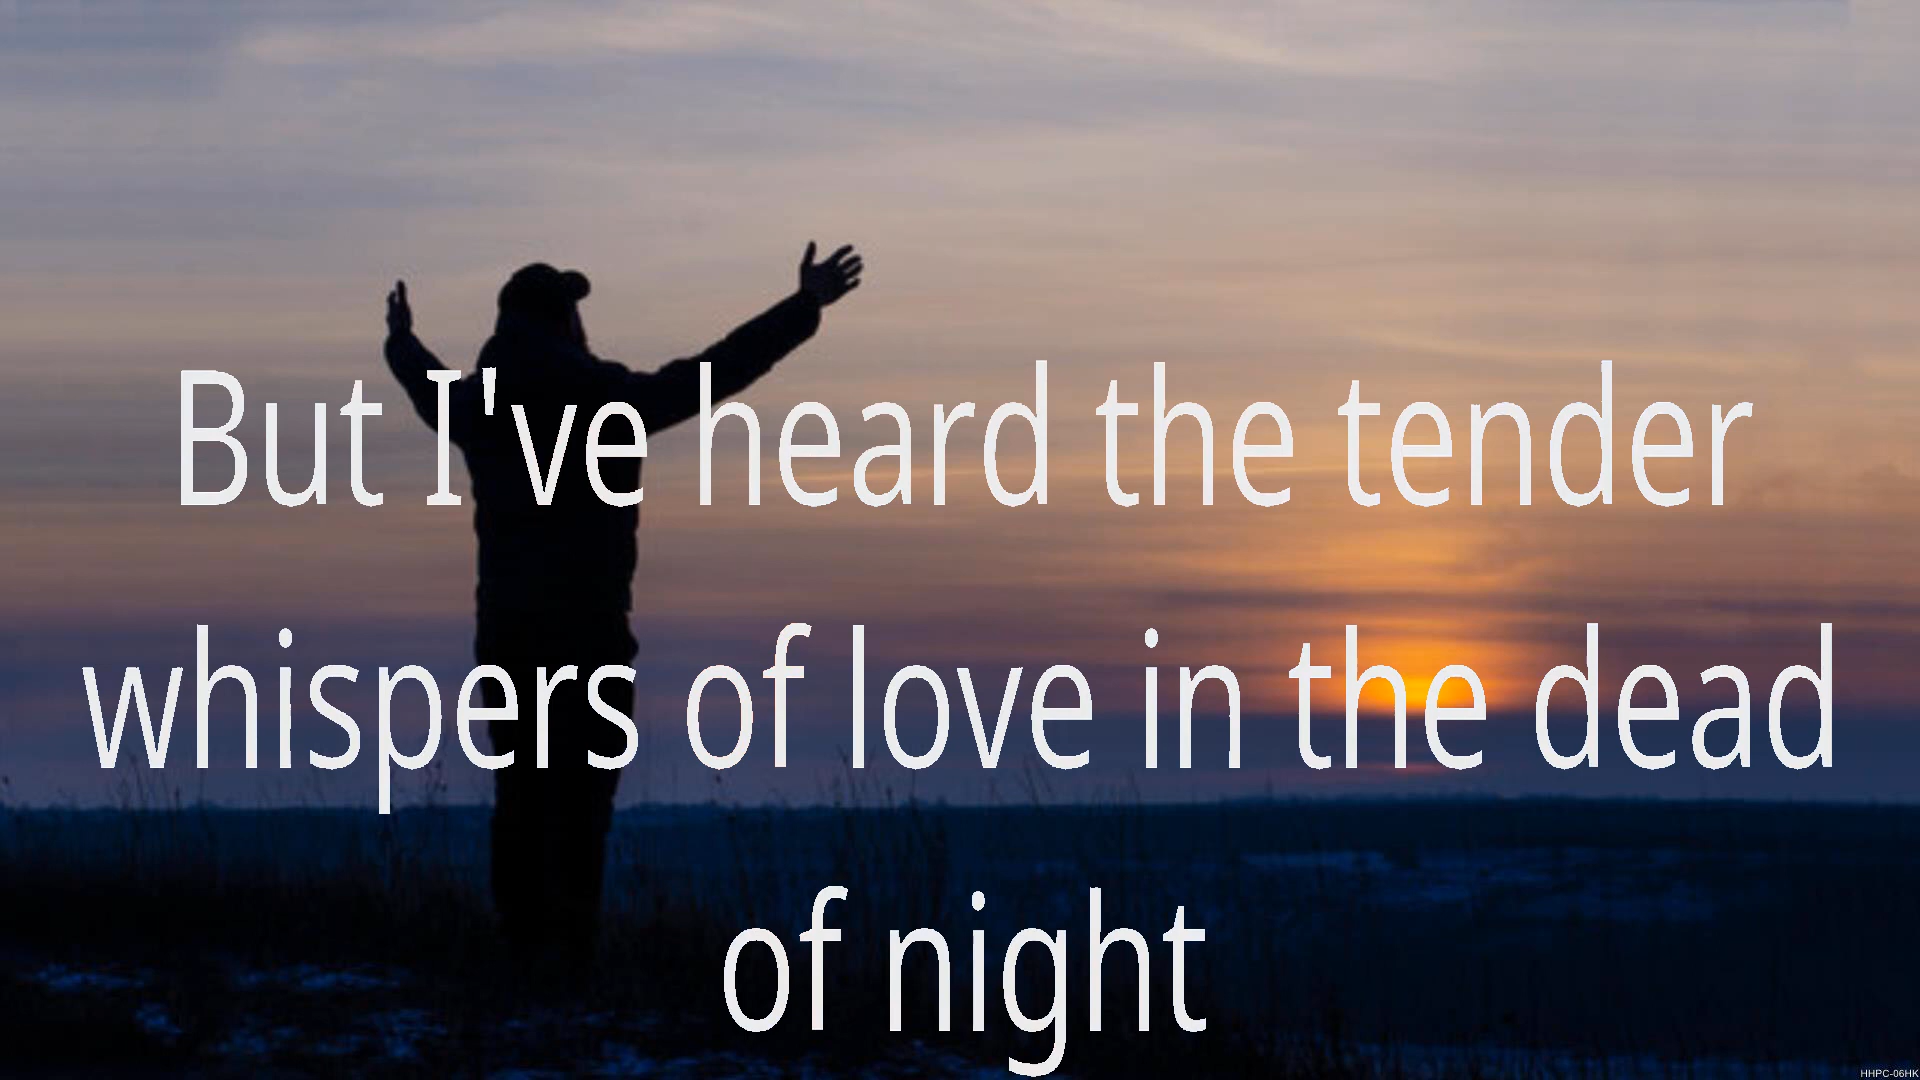 But I've heard the tender
whispers of love in the dead
of night
HHPC-06HK